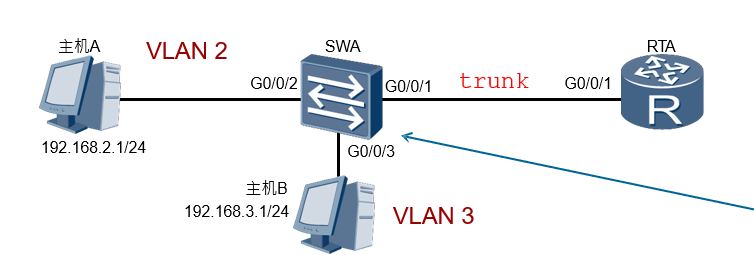 主机A
VLAN 2
SWA
RTA
G0/0/2
G0/0/1
trunk
G0/0/1
R
192.168.2.1/24
G0/0/3
主机B
192.168.3.1/24
VLAN 3